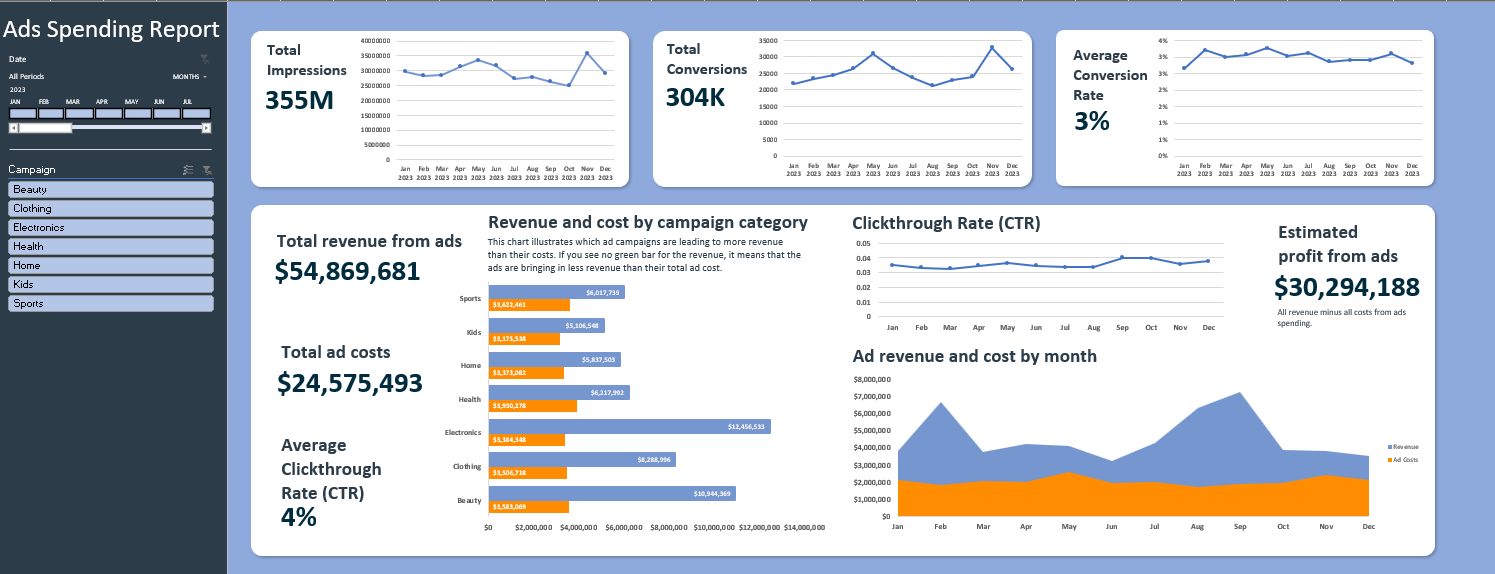 Ads Spending Report
Date
All Periods MONTHS
2023
JAN FEB MAR APR MAY JUN JUL
Campaign
Beauty
Clothing
Electronics
Health
Home
Kids
Sports
Total
Impressions
355M
40000000
35000000
30000000
25000000
20000000
15000000
10000000
5000000
0
Jan Feb Mar Apr May Jun Jul Aug Sep Oct Nov Dec
2023 2023 2023 2023 2023 2023 2023 2023 2023 2023 2023 2023
Total
Conversions
304K
35000
30000
25000
20000
15000
10000
5000
0
Jan Feb Mar Apr May Jun Jul Aug Sep Oct Nov Dec
2023 2023 2023 2023 2023 2023 2023 2023 2023 2023 2023 2023
Average
Conversion
Rate
3%
4%
3%
3%
2%
2%
1%
1%
0%
Jan Feb Mar Apr May Jun Jul Aug Sep Oct Nov Dec
2023 2023 2023 2023 2023 2023 2023 2023 2023 2023 2023 2023
Total revenue from ads
$54,869,681
Total ad costs
$24,575,493
Average
Clickthrough
Rate (CTR)
4%
Revenue and cost by campaign category
This chart illustrates which ad campaigns are leading to more revenue
than their costs. If you see no green bar for the revenue, it means that the
ads are bringing in less revenue than their total ad cost.
Sports $6,017,739
$3,622,461
Kids $5,106,548
$3,175,538
Home $5,837,503
$3,373,082
Health $6,217,992
$3,930,278
Electronics $12,456,533
$3,384,348
Clothing $8,288,996
$3,506,718
Beauty $10,944,369
$3,583,069
$0 $2,000,000 $4,000,000 $6,000,000 $8,000,000 $10,000,000 $12,000,000 $14,000,000
Clickthrough Rate (CTR)
0.05
0.04
0.03
0.02
0.01
0
Jan Feb Mar Apr May Jun Jul Aug Sep Oct Nov Dec
Estimated
profit from ads
$30,294,188
All revenue minus all costs from ads
spending.
Ad revenue and cost by month
$8,000,000
$7,000,000
$6,000,000
$5,000,000
$4,000,000
$3,000,000
$2,000,000
$1,000,000
$0
Jan Feb Mar Apr May Jun Jul Aug Sep Oct Nov Dec
Revenue
Ad Costs